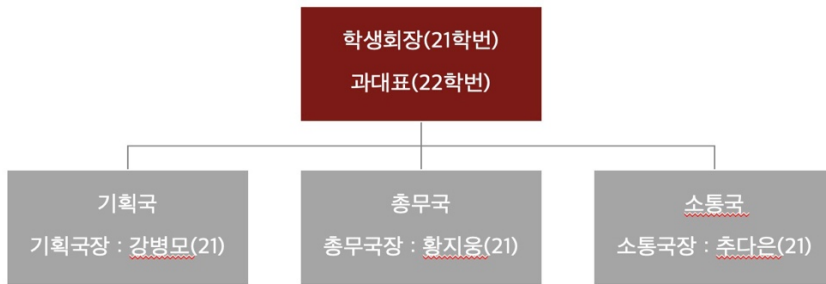 학생회장(21학번)
과대표(22학번)
기획국
기획국장 : 강병모(21)
총무국
총무국장 : 황지웅(21)
소통국
소통국장 : 추다은(21)